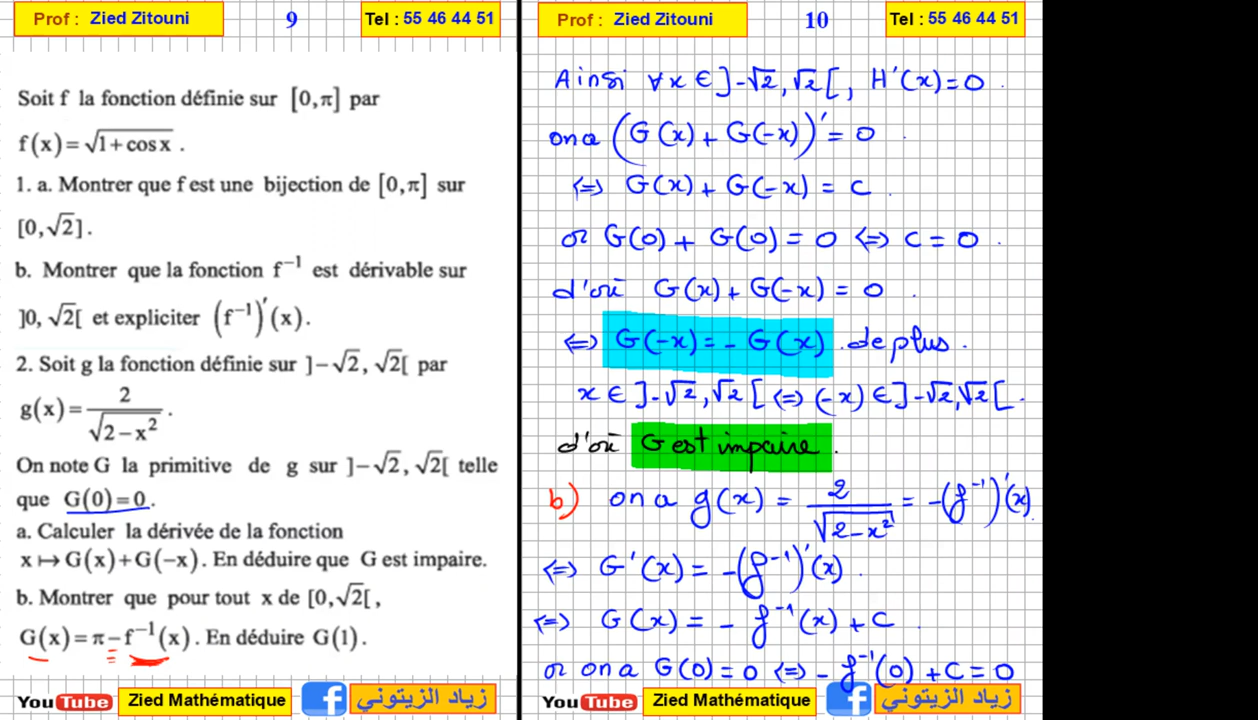 Prof : Zied Zitouni
9
Tel : 55 46 44 51
Soit f la fonction définie sur [0,π] par
f(x)=√(1+cos x) .
1. a. Montrer que f est une bijection de [0,π] sur
[0,√2].
b. Montrer que la fonction f⁻¹ est dérivable sur
]0, √2[ et expliciter (f⁻¹)'(x).
2. Soit g la fonction définie sur ]−√2, √2[ par
g(x)= 2/√(2−x²) .
On note G la primitive de g sur ]−√2, √2[ telle
que G(0)=0.
a. Calculer la dérivée de la fonction
x ↦ G(x)+G(-x). En déduire que G est impaire.
b. Montrer que pour tout x de [0,√2[,
G(x)= π − f⁻¹(x). En déduire G(1).
You Tube
Zied Mathématique
f
زياد الزيتوني
Prof : Zied Zitouni
10
Tel : 55 46 44 51
Ainsi ∀x ∈ ]-√2,√2[, H'(x)=0.
on a (G(x) + G(-x))' = 0 .
⇔ G(x) + G(-x) = C .
or G(0) + G(0) = 0 ⇔ C = 0 .
d'où G(x) + G(-x) = 0 .
⇔ G(-x) = - G(x) . de plus .
x ∈ ]-√2,√2[ ⇔ (-x) ∈ ]-√2,√2[ .
d'où G est impaire .
b) on a g(x) = 2/√(2-x²) = -(f⁻¹)'(x).
⇔ G'(x) = -(f⁻¹)'(x) .
⇔ G(x) = - f⁻¹(x) + C .
or on a G(0) = 0 ⇔ - f⁻¹(0) + C = 0
You Tube
Zied Mathématique
f
زياد الزيتوني